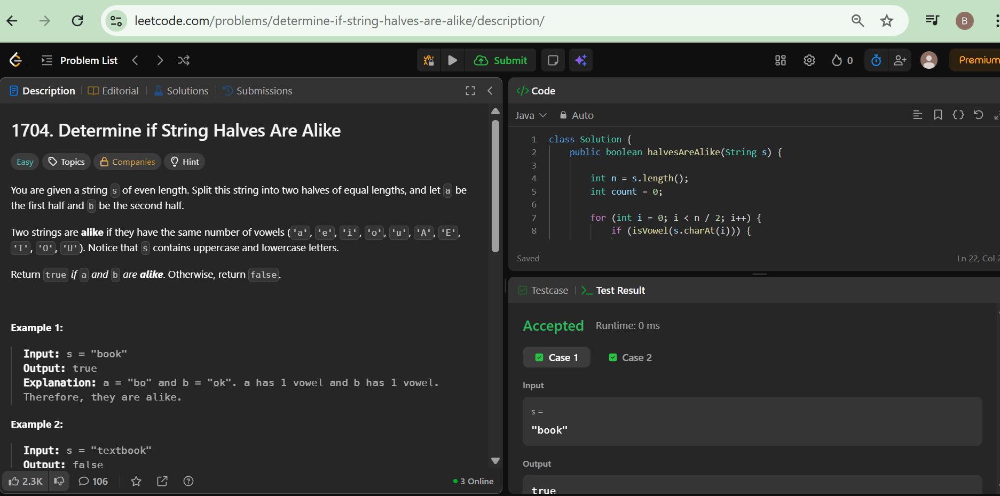 leetcode.com/problems/determine-if-string-halves-are-alike/description/
B
Problem List
Submit
0
Premium
Description
Editorial
Solutions
Submissions
1704. Determine if String Halves Are Alike
Easy
Topics
Companies
Hint
You are given a string s of even length. Split this string into two halves of equal lengths, and let a be
the first half and b be the second half.
Two strings are alike if they have the same number of vowels ('a', 'e', 'i', 'o', 'u', 'A', 'E',
'I', 'O', 'U'). Notice that s contains uppercase and lowercase letters.
Return true if a and b are alike. Otherwise, return false.
Example 1:
Input: s = "book"
Output: true
Explanation: a = "bo" and b = "ok". a has 1 vowel and b has 1 vowel.
Therefore, they are alike.
Example 2:
Input: s = "textbook"
Output: false
2.3K
106
3 Online
</> Code
Java
Auto
1 class Solution {
2 public boolean halvesAreAlike(String s) {
3
4 int n = s.length();
5 int count = 0;
6
7 for (int i = 0; i < n / 2; i++) {
8 if (isVowel(s.charAt(i))) {
Saved
Ln 22, Col 2
Testcase
Test Result
Accepted
Runtime: 0 ms
Case 1
Case 2
Input
s =
"book"
Output
true